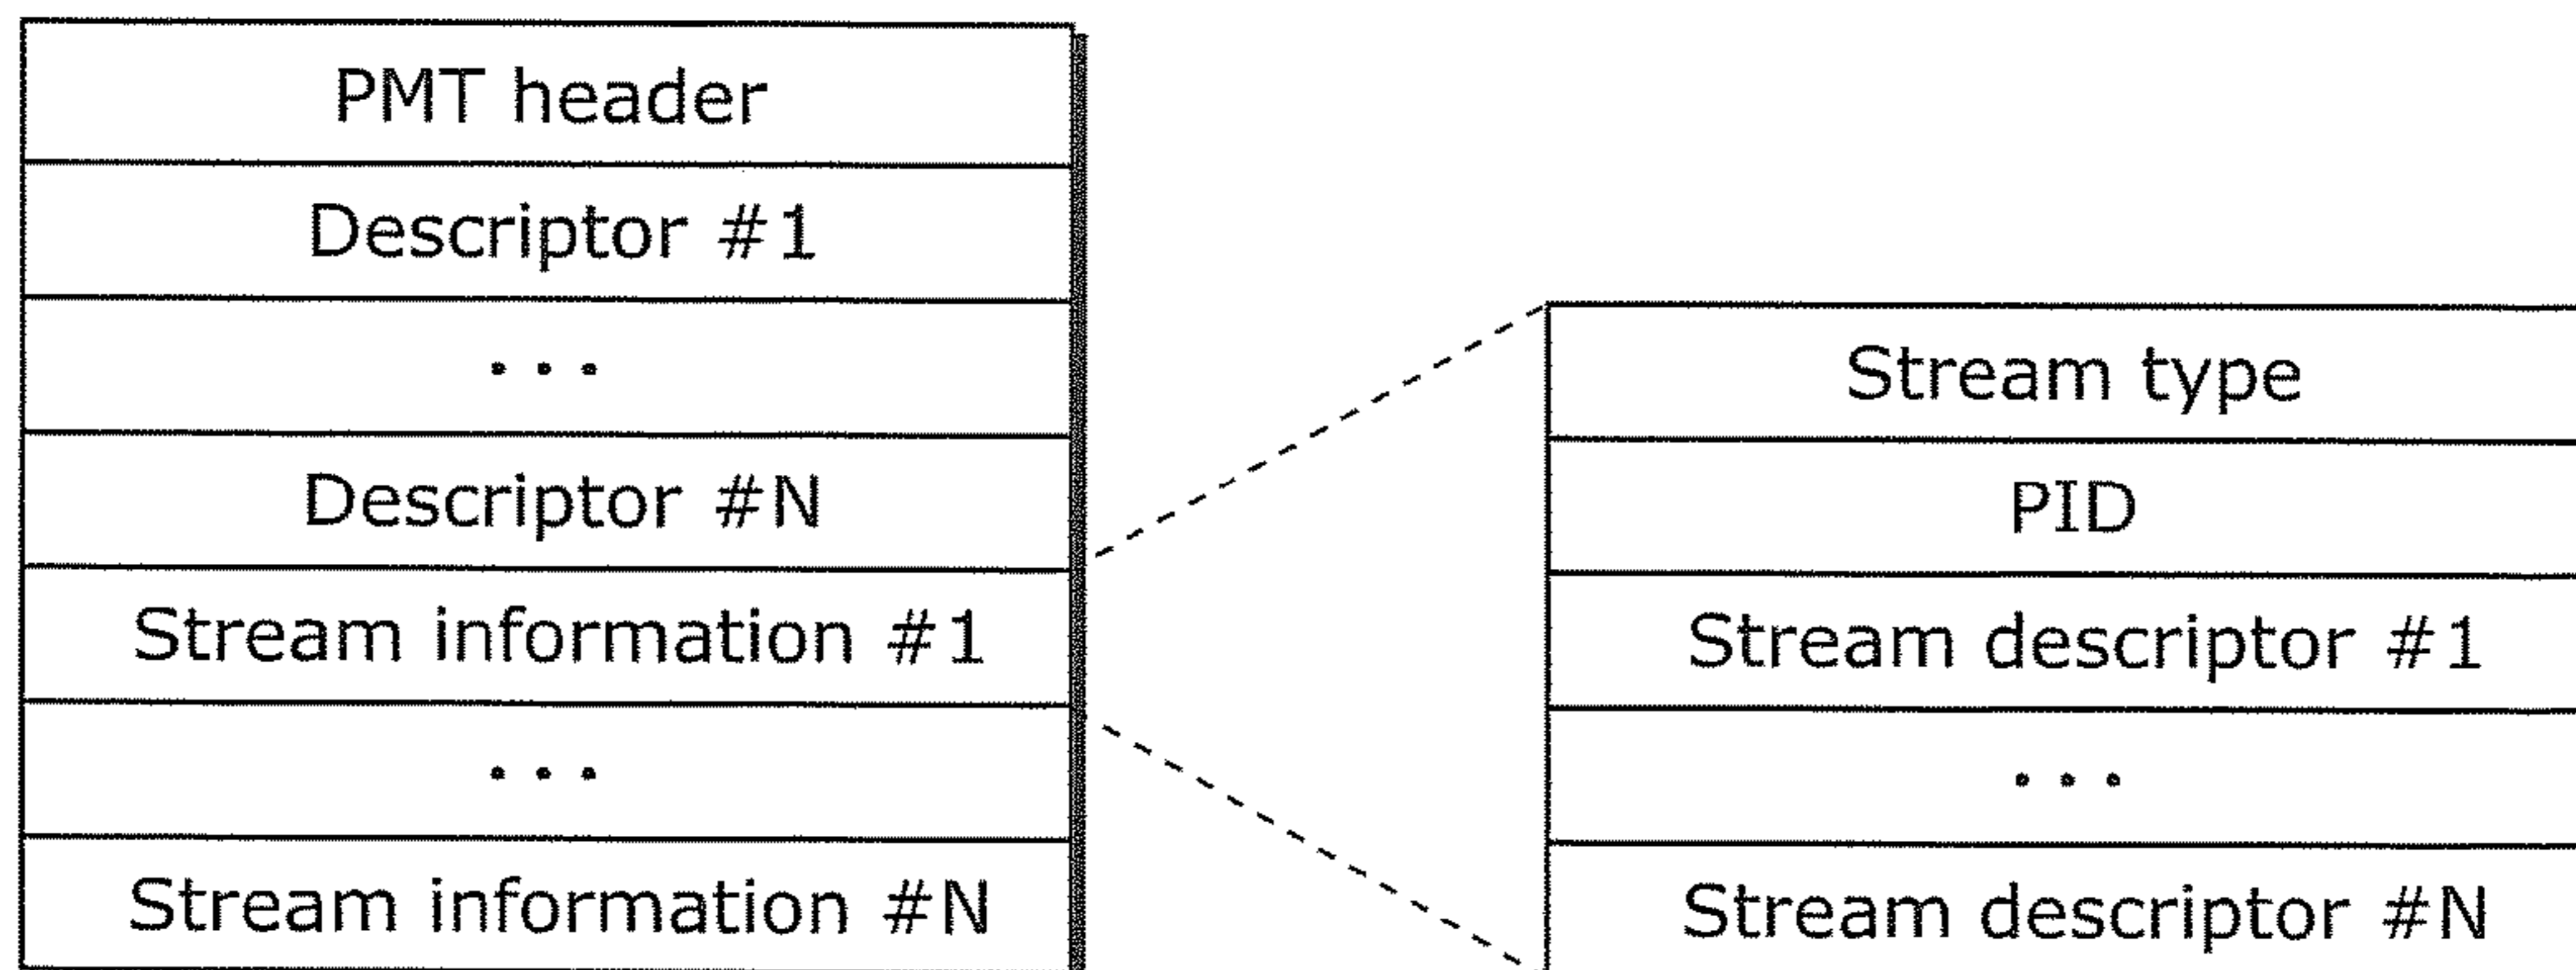 PMT header
Descriptor #1
...
Descriptor #N
Stream information #1
...
Stream information #N
Stream type
PID
Stream descriptor #1
...
Stream descriptor #N